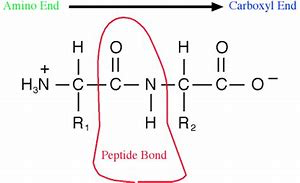 Amino End Carboxyl End
H O H O
+ −
H3N C C N C C O
R1 H R2
Peptide Bond